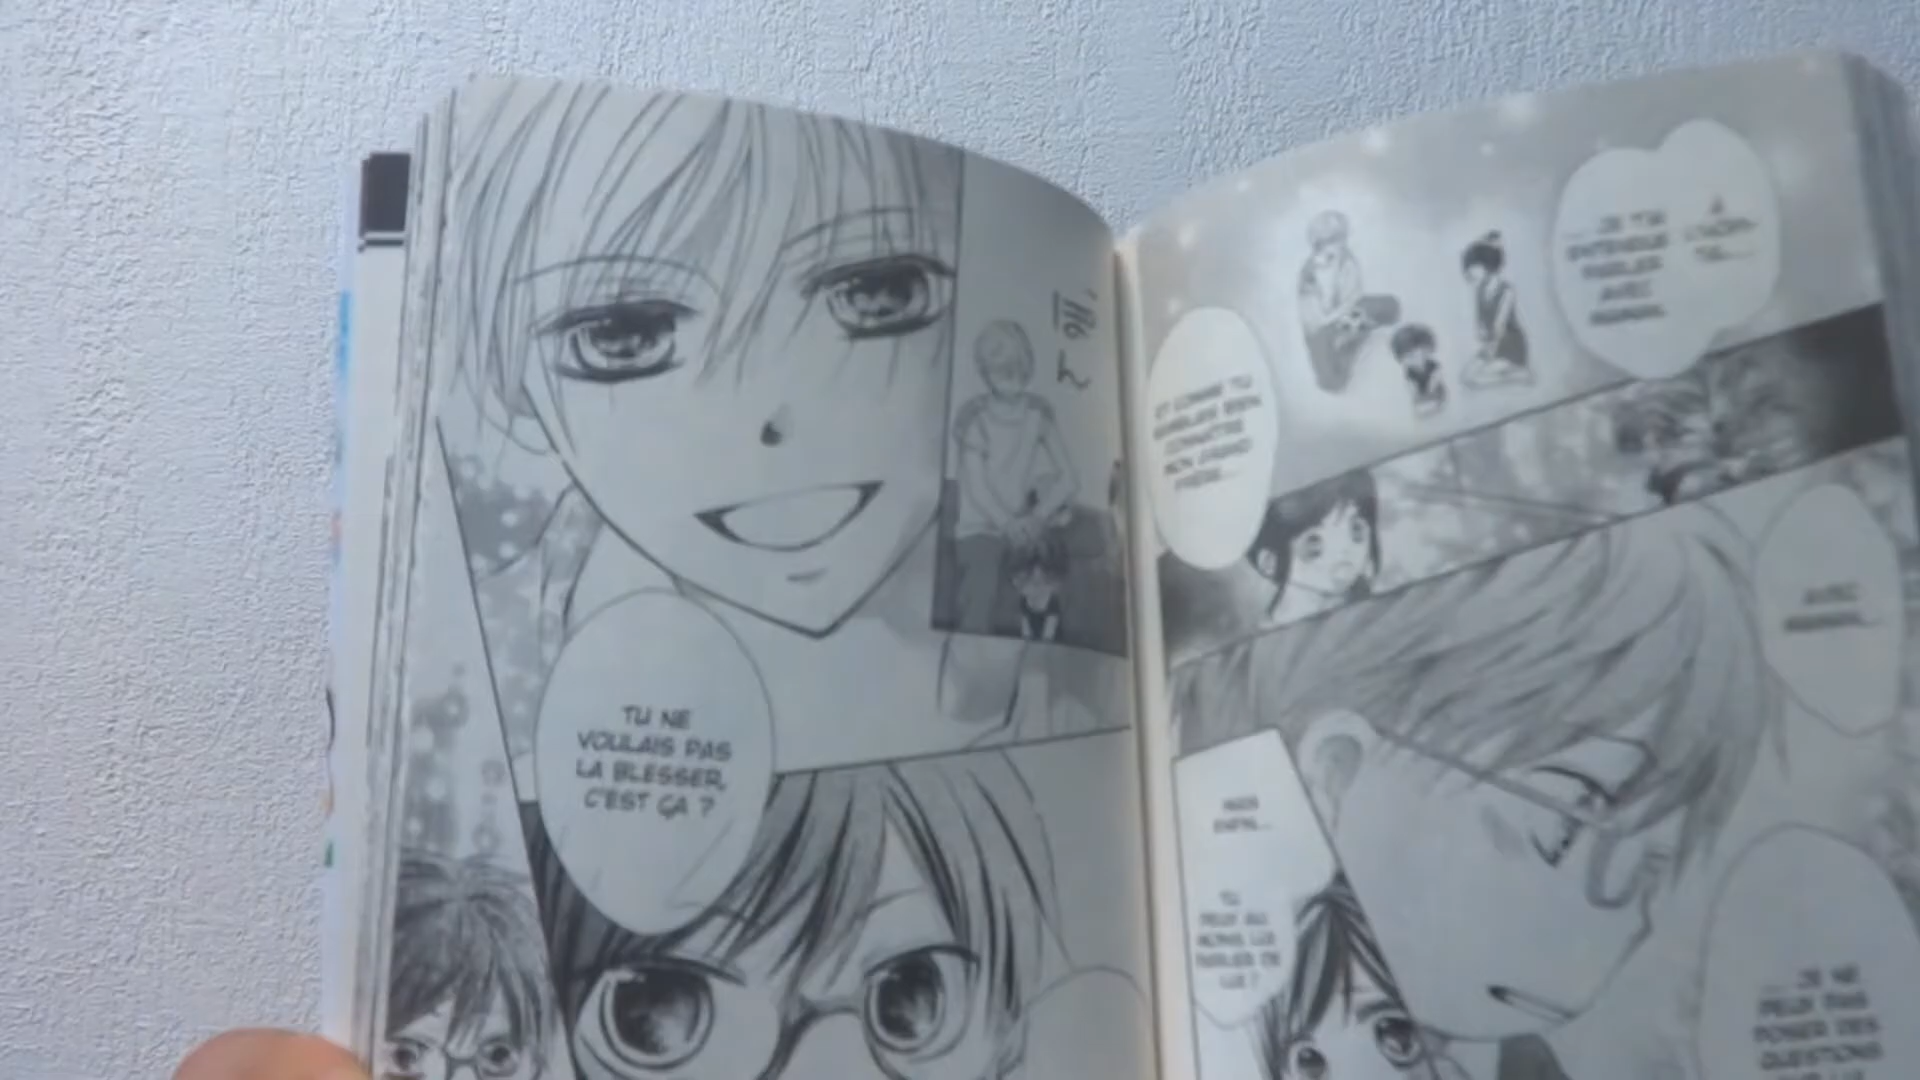 TU NE
VOULAIS PAS
LA BLESSER,
C'EST ÇA ?
ET COMME TU
SEMBLAIS BIEN
CONNAÎTRE
MON GRAND
FRÈRE...
...JE T'AI
ENTENDUE
PARLER
AVEC
MAMAN.
AVEC
MAMAN...
MAIS
ENFIN...
TU
PEUX AU
MOINS LUI
PARLER DE
LUI ?
...JE NE
PEUX PAS
POSER DES
QUESTIONS